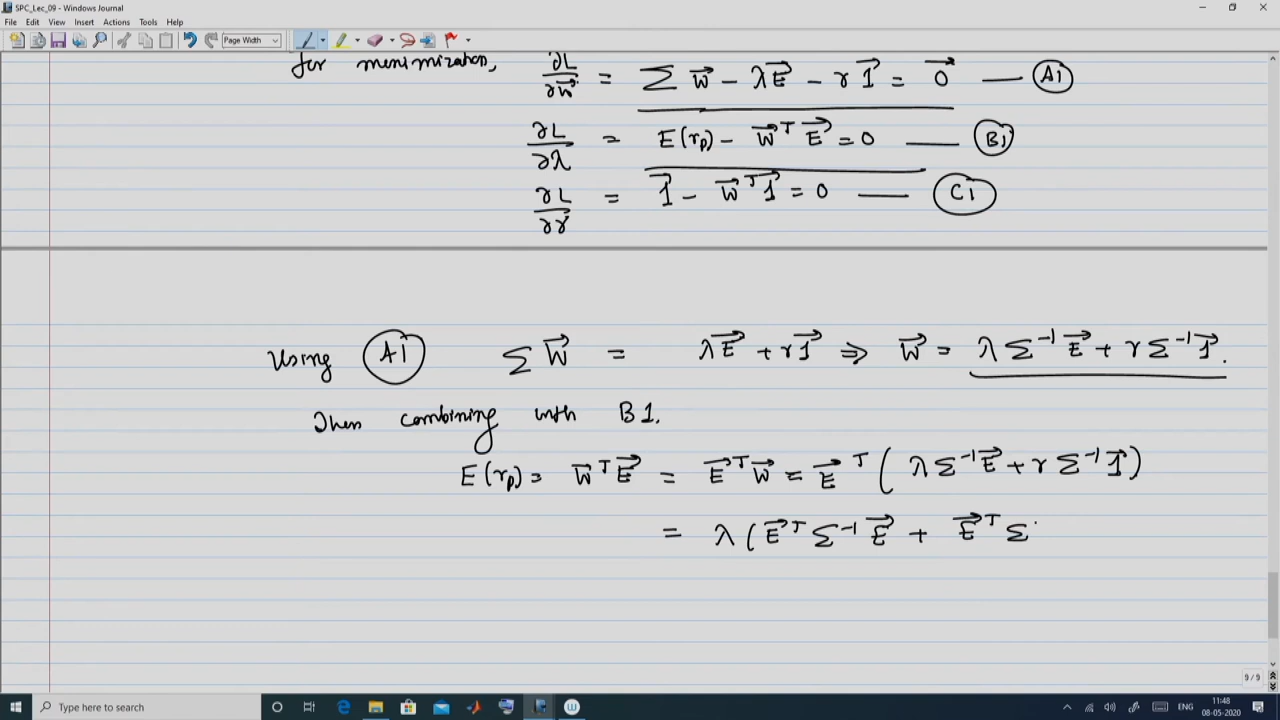 SPC_Lec_09 - Windows Journal
File Edit View Insert Actions Tools Help
Page Width
for minimization, ∂L/∂w⃗ = Σ w⃗ − λE⃗ − γ1⃗ = 0⃗ — A1
∂L/∂λ = E(rp) − w⃗ᵀE⃗ = 0 — B1
∂L/∂γ = 1⃗ − w⃗ᵀ1⃗ = 0 — C1
Using A1 Σ w⃗ = λE⃗ + γ1⃗ ⇒ w⃗ = λΣ⁻¹E⃗ + γΣ⁻¹1⃗.
Then combining with B1.
E(rp) = w⃗ᵀE⃗ = E⃗ᵀw⃗ = E⃗ᵀ(λΣ⁻¹E⃗ + γΣ⁻¹1⃗)
= λ(E⃗ᵀΣ⁻¹E⃗ + E⃗ᵀΣ
9/9
Type here to search
ENG
11:48
08-05-2020